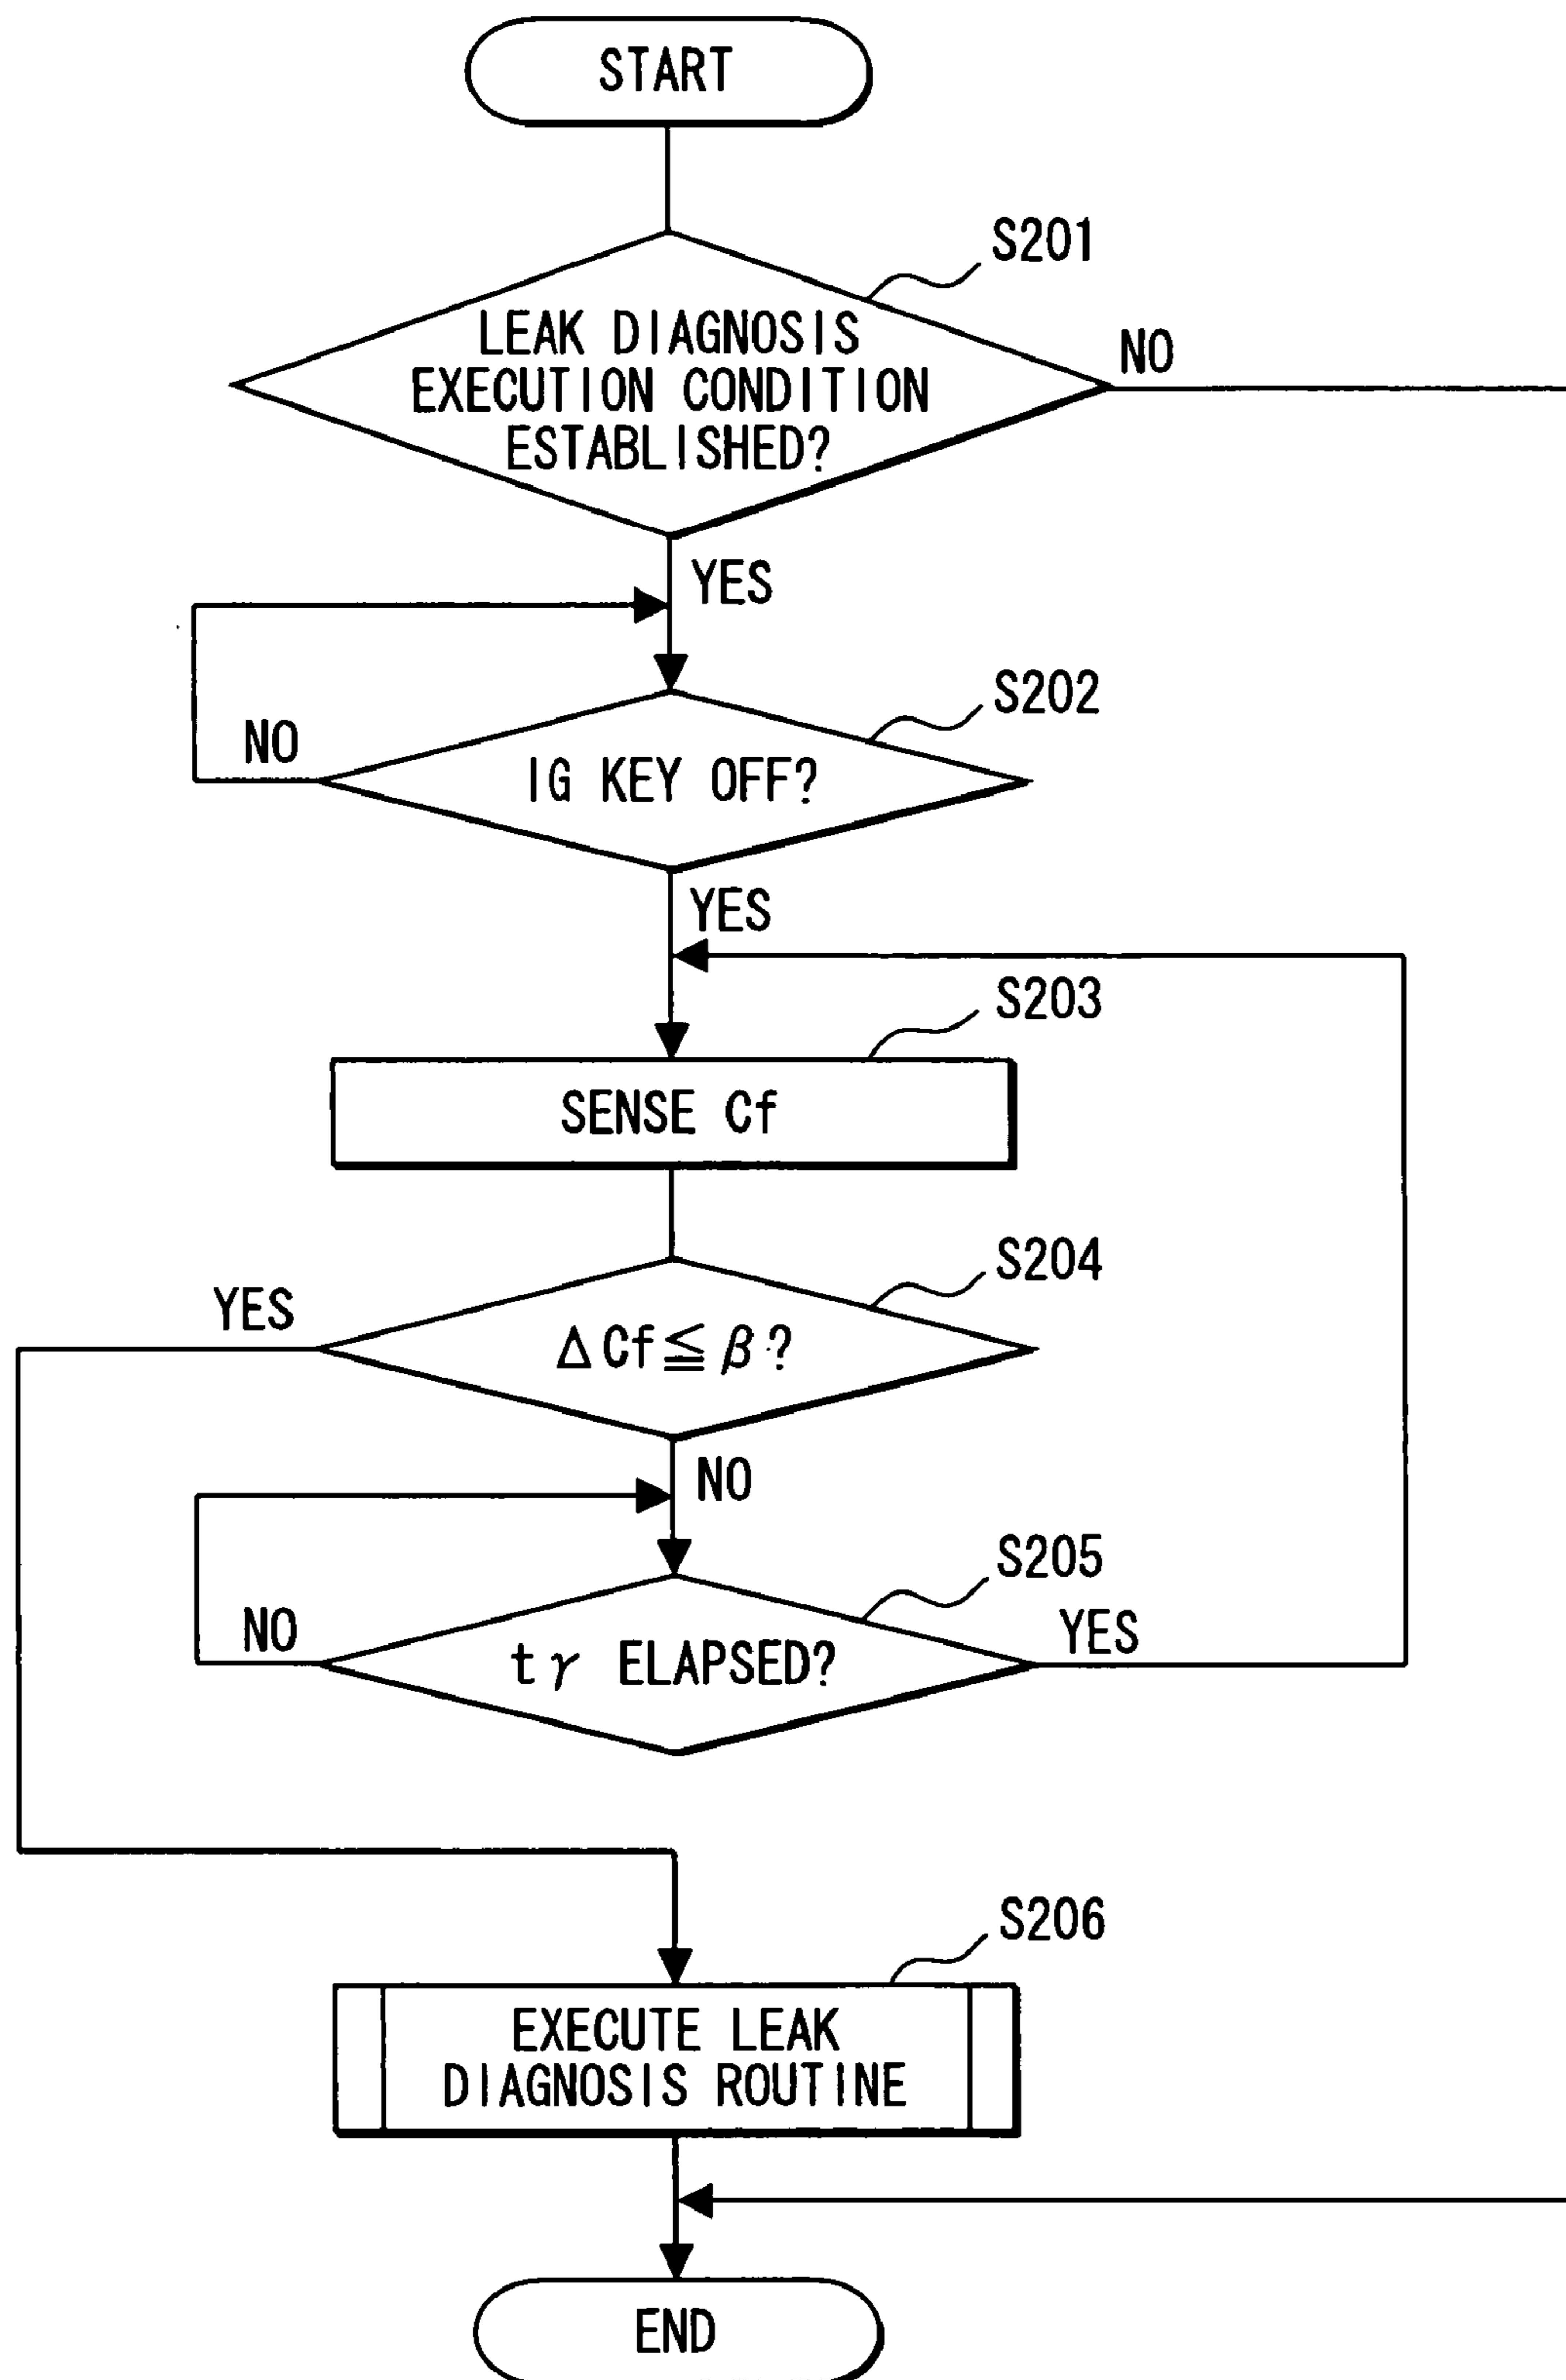 START
S201
LEAK DIAGNOSIS
EXECUTION CONDITION
ESTABLISHED?
NO
YES
S202
NO
IG KEY OFF?
YES
S203
SENSE Cf
S204
YES
ΔCf≦β?
NO
S205
NO
tγ ELAPSED?
YES
S206
EXECUTE LEAK
DIAGNOSIS ROUTINE
END